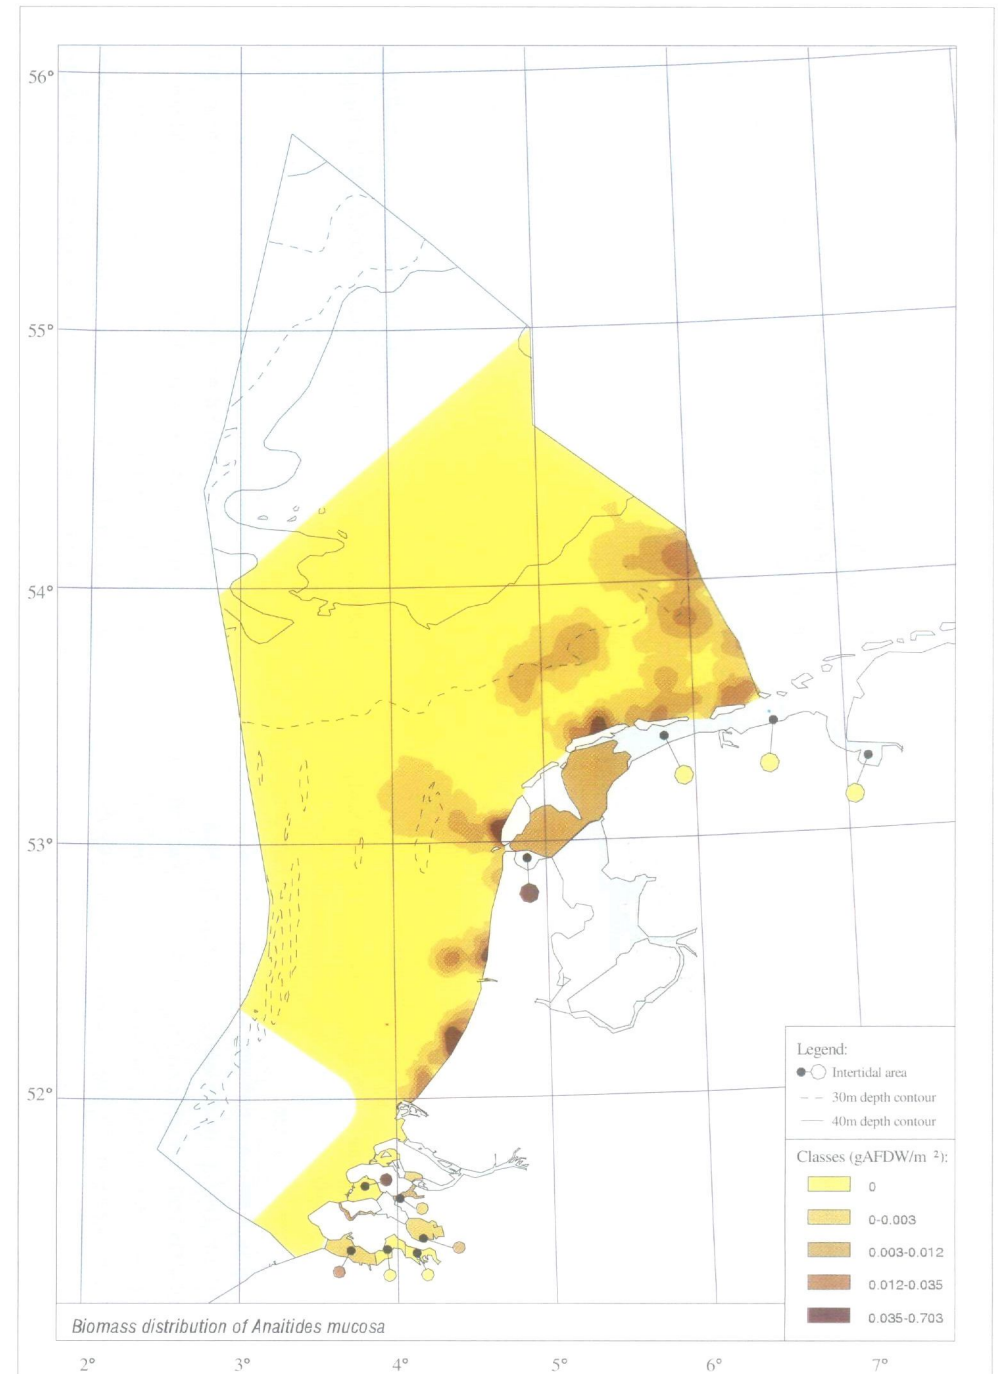 56°
55°
54°
53°
52°
Legend:
Intertidal area
30m depth contour
40m depth contour
Classes (gAFDW/m ²):
0
0-0.003
0.003-0.012
0.012-0.035
0.035-0.703
Biomass distribution of Anaitides mucosa
2° 3° 4° 5° 6° 7°